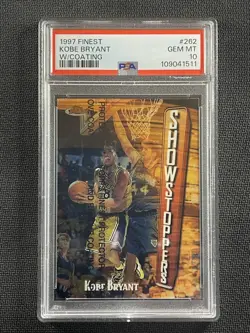 1997 FINEST #262
KOBE BRYANT GEM MT
W/COATING PSA 10
109041511
SHOWSTOPPERS
KOBE BRYANT